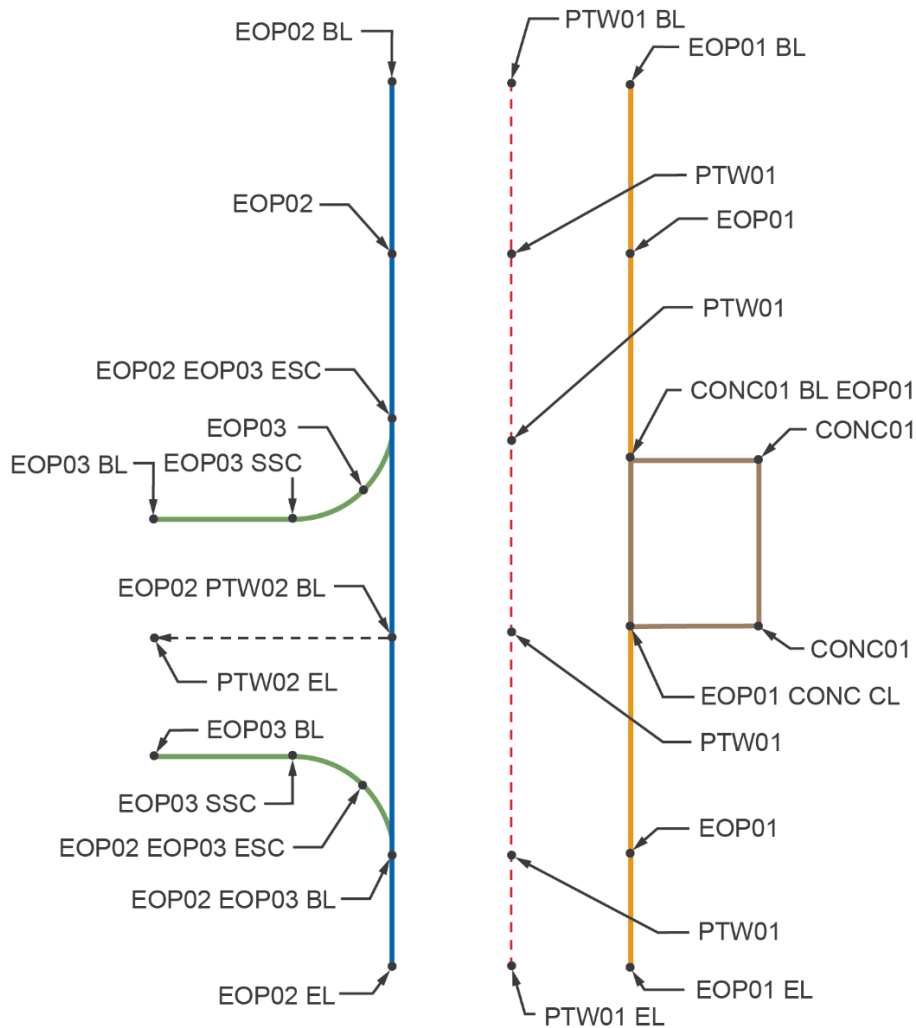 EOP02 BL
PTW01 BL
EOP01 BL
EOP02
PTW01
EOP01
PTW01
EOP02 EOP03 ESC
CONC01 BL EOP01
EOP03
CONC01
EOP03 BL
EOP03 SSC
EOP02 PTW02 BL
CONC01
PTW02 EL
EOP01 CONC CL
EOP03 BL
PTW01
EOP03 SSC
EOP01
EOP02 EOP03 ESC
EOP02 EOP03 BL
PTW01
EOP02 EL
EOP01 EL
PTW01 EL